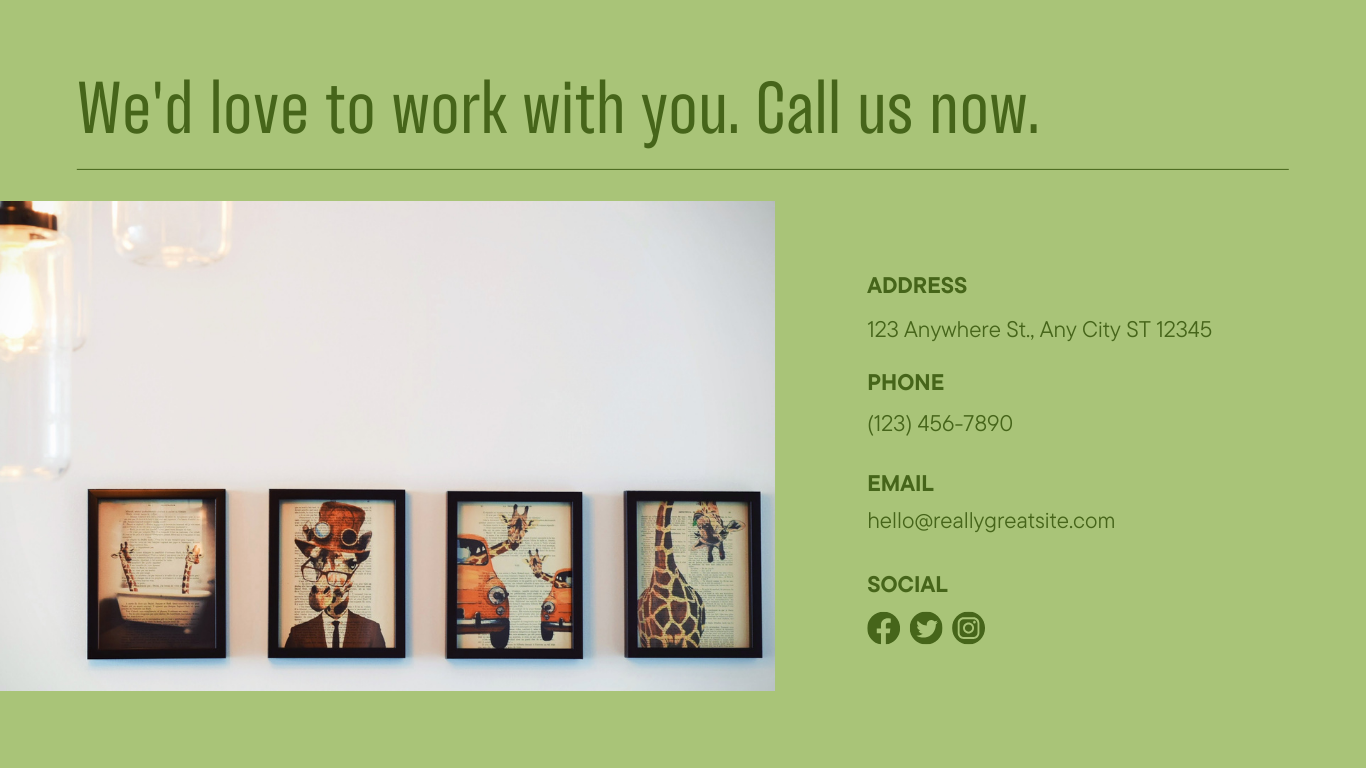 We'd love to work with you. Call us now.
ADDRESS
123 Anywhere St., Any City ST 12345
PHONE
(123) 456-7890
EMAIL
hello@reallygreatsite.com
SOCIAL